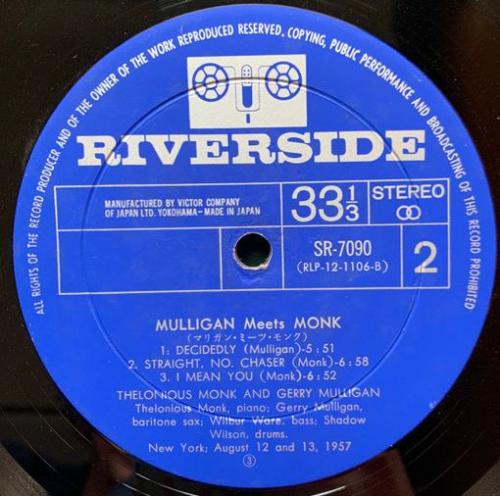 ALL RIGHTS OF THE RECORD PRODUCER AND OF THE OWNER OF THE WORK REPRODUCED RESERVED, COPYING, PUBLIC PERFORMANCE AND BROADCASTING OF THIS RECORD PROHIBITED
RIVERSIDE
MANUFACTURED BY VICTOR COMPANY
OF JAPAN LTD. YOKOHAMA-MADE IN JAPAN
33 1/3
STEREO
SR-7090
(RLP-12-1106-B)
2
MULLIGAN Meets MONK
(マリガン・ミーツ・モンク)
1: DECIDEDLY (Mulligan)-5:51
2. STRAIGHT, NO. CHASER (Monk)-6:58
3. I MEAN YOU (Monk)-6:52
THELONIOUS MONK AND GERRY MULLIGAN
Thelonious Monk, piano; Gerry Mulligan,
baritone sax; Wilbur Ware, bass; Shadow
Wilson, drums.
New York; August 12 and 13, 1957
③